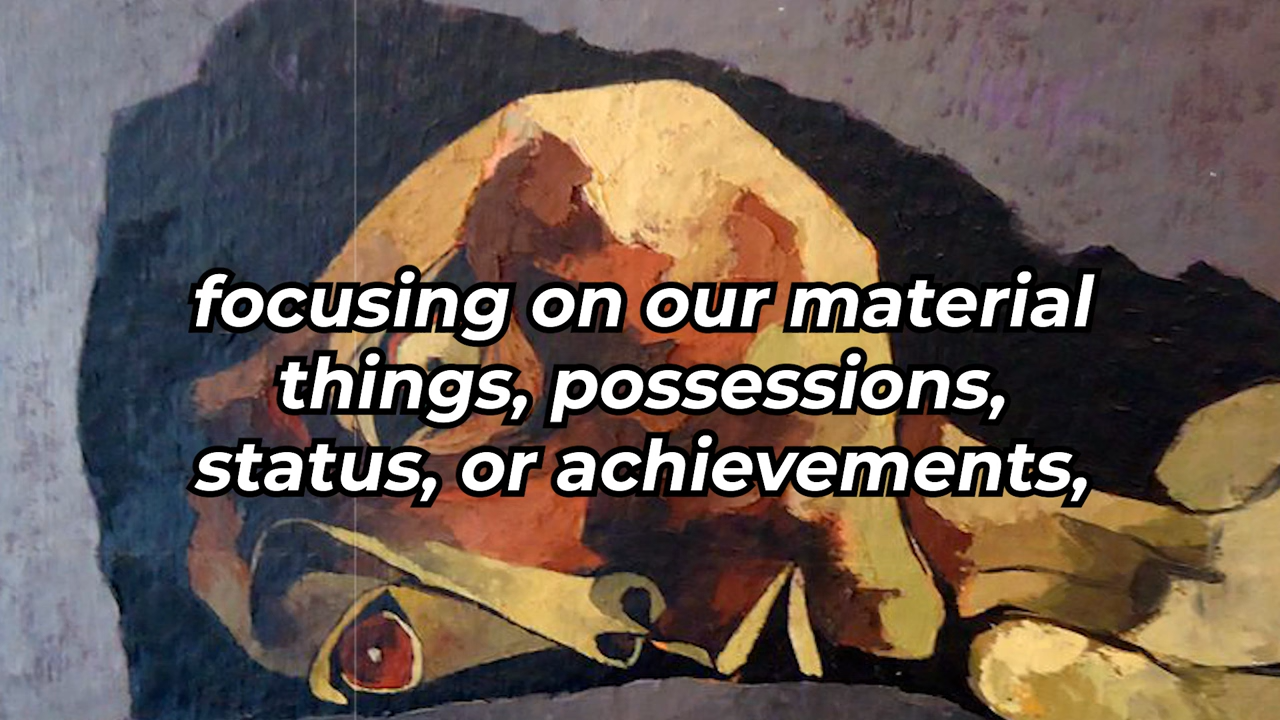 focusing on our material
things, possessions,
status, or achievements,